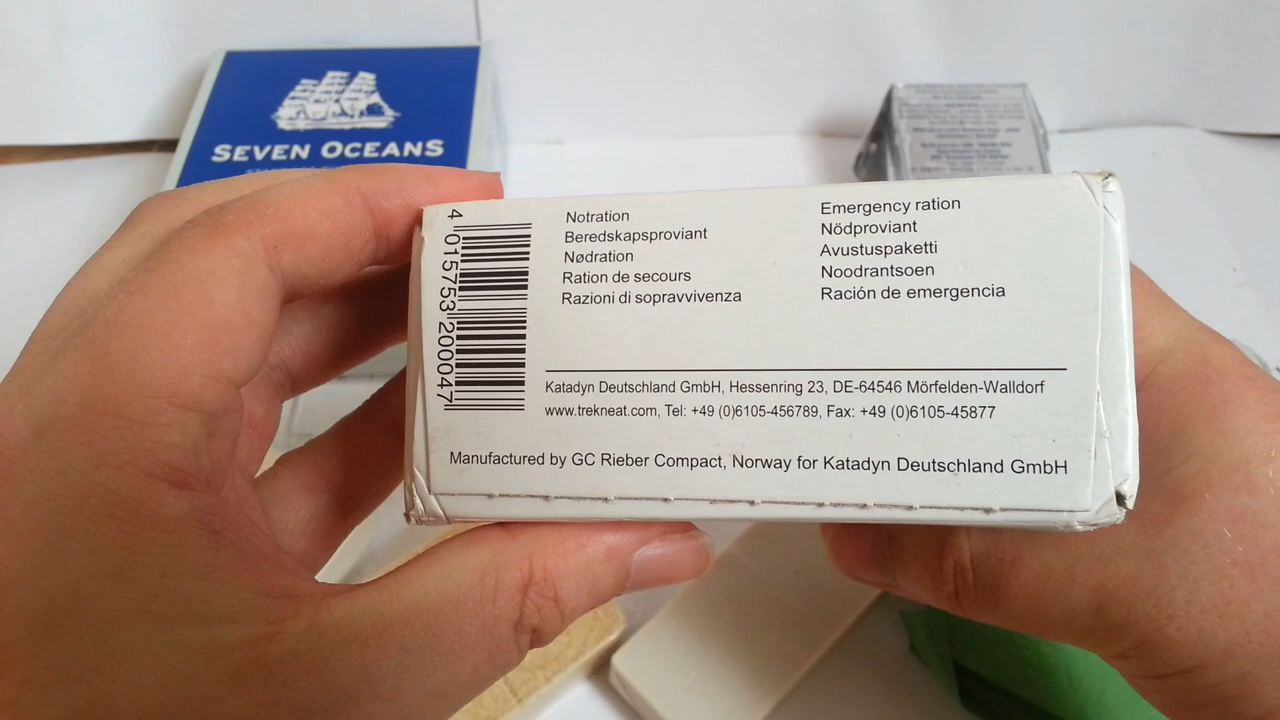 SEVEN OCEANS
4 015753 200047
Notration
Beredskapsproviant
Nødration
Ration de secours
Razioni di sopravvivenza
Emergency ration
Nödproviant
Avustuspaketti
Noodrantsoen
Ración de emergencia
Katadyn Deutschland GmbH, Hessenring 23, DE-64546 Mörfelden-Walldorf
www.trekneat.com, Tel: +49 (0)6105-456789, Fax: +49 (0)6105-45877
Manufactured by GC Rieber Compact, Norway for Katadyn Deutschland GmbH